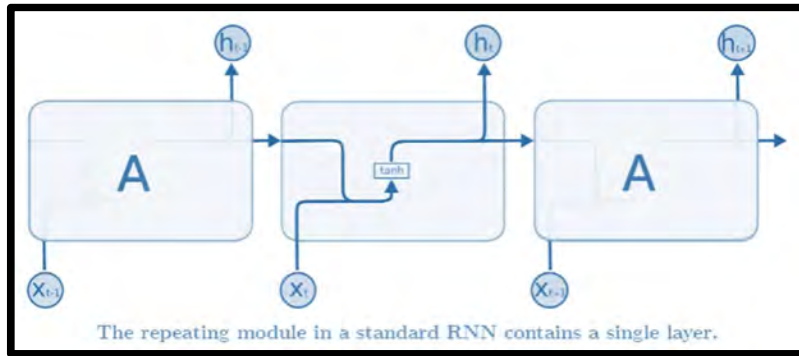 h_{t-1} h_t h_{t+1}
A tanh A
X_{t-1} X_t X_{t+1}
The repeating module in a standard RNN contains a single layer.